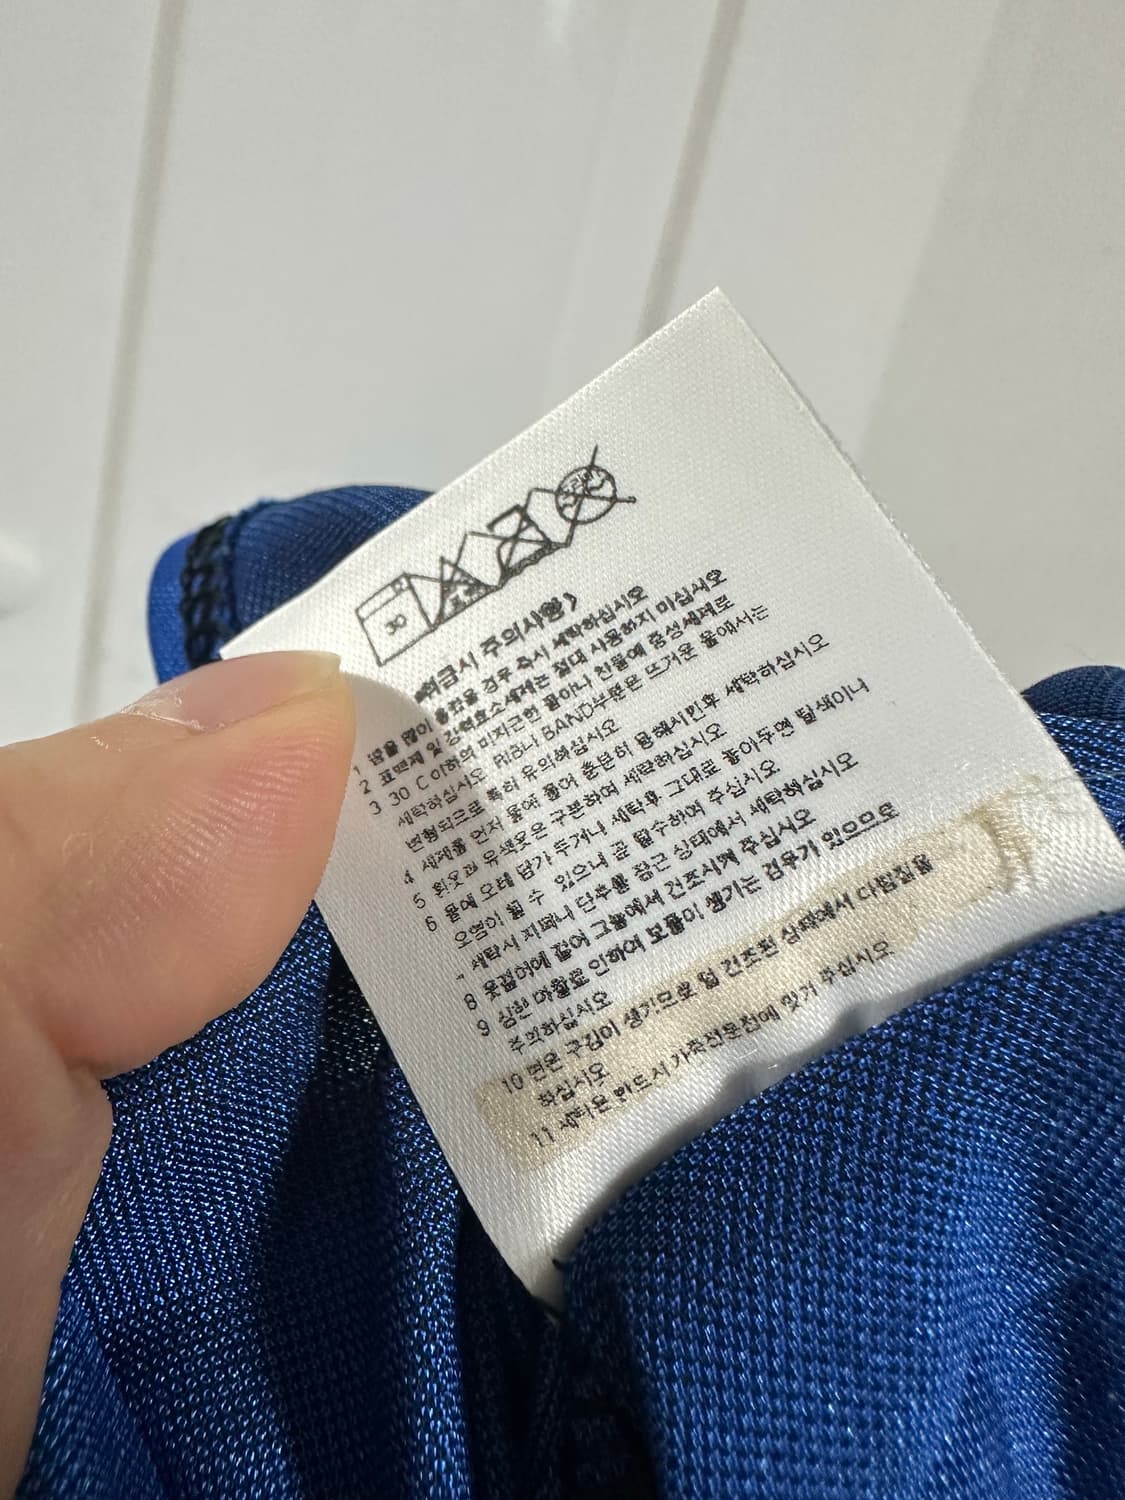 30
취급시 주의사항>
1 땀을 많이 흘렸을 경우 즉시 세탁하십시오
2 표백제 및 강력효소세제는 절대 사용하지 마십시오
3 30 C 이하의 미지근한 물이나 찬물에 중성세제로
세탁하십시오 BAND부분은 뜨거운 물에서는
변형되므로 특히 유의하십시오
4 세제를 먼저 물에 풀어 충분히 용해시킨후 세탁하십시오
5 흰옷과 유색옷은 구분하여 세탁하십시오
6 물에 오래 담가 두거나 세탁후 그대로 놓아두면 탈색이나
오염이 될 수 있으니 곧 탈수하여 주십시오
세탁시 지퍼나 단추를 잠근 상태에서 세탁해십시오
8 옷걸이에 걸어 그늘에서 건조시켜 주십시오
9 심한 마찰로 인하여 보풀이 생기는 경우가 있으므로
주의하십시오
10 면은 구김이 생기므로 덜 건조된 상태에서 다림질을
하십시오
11 세탁은 반드시 가죽전문점에 맡겨 주십시오